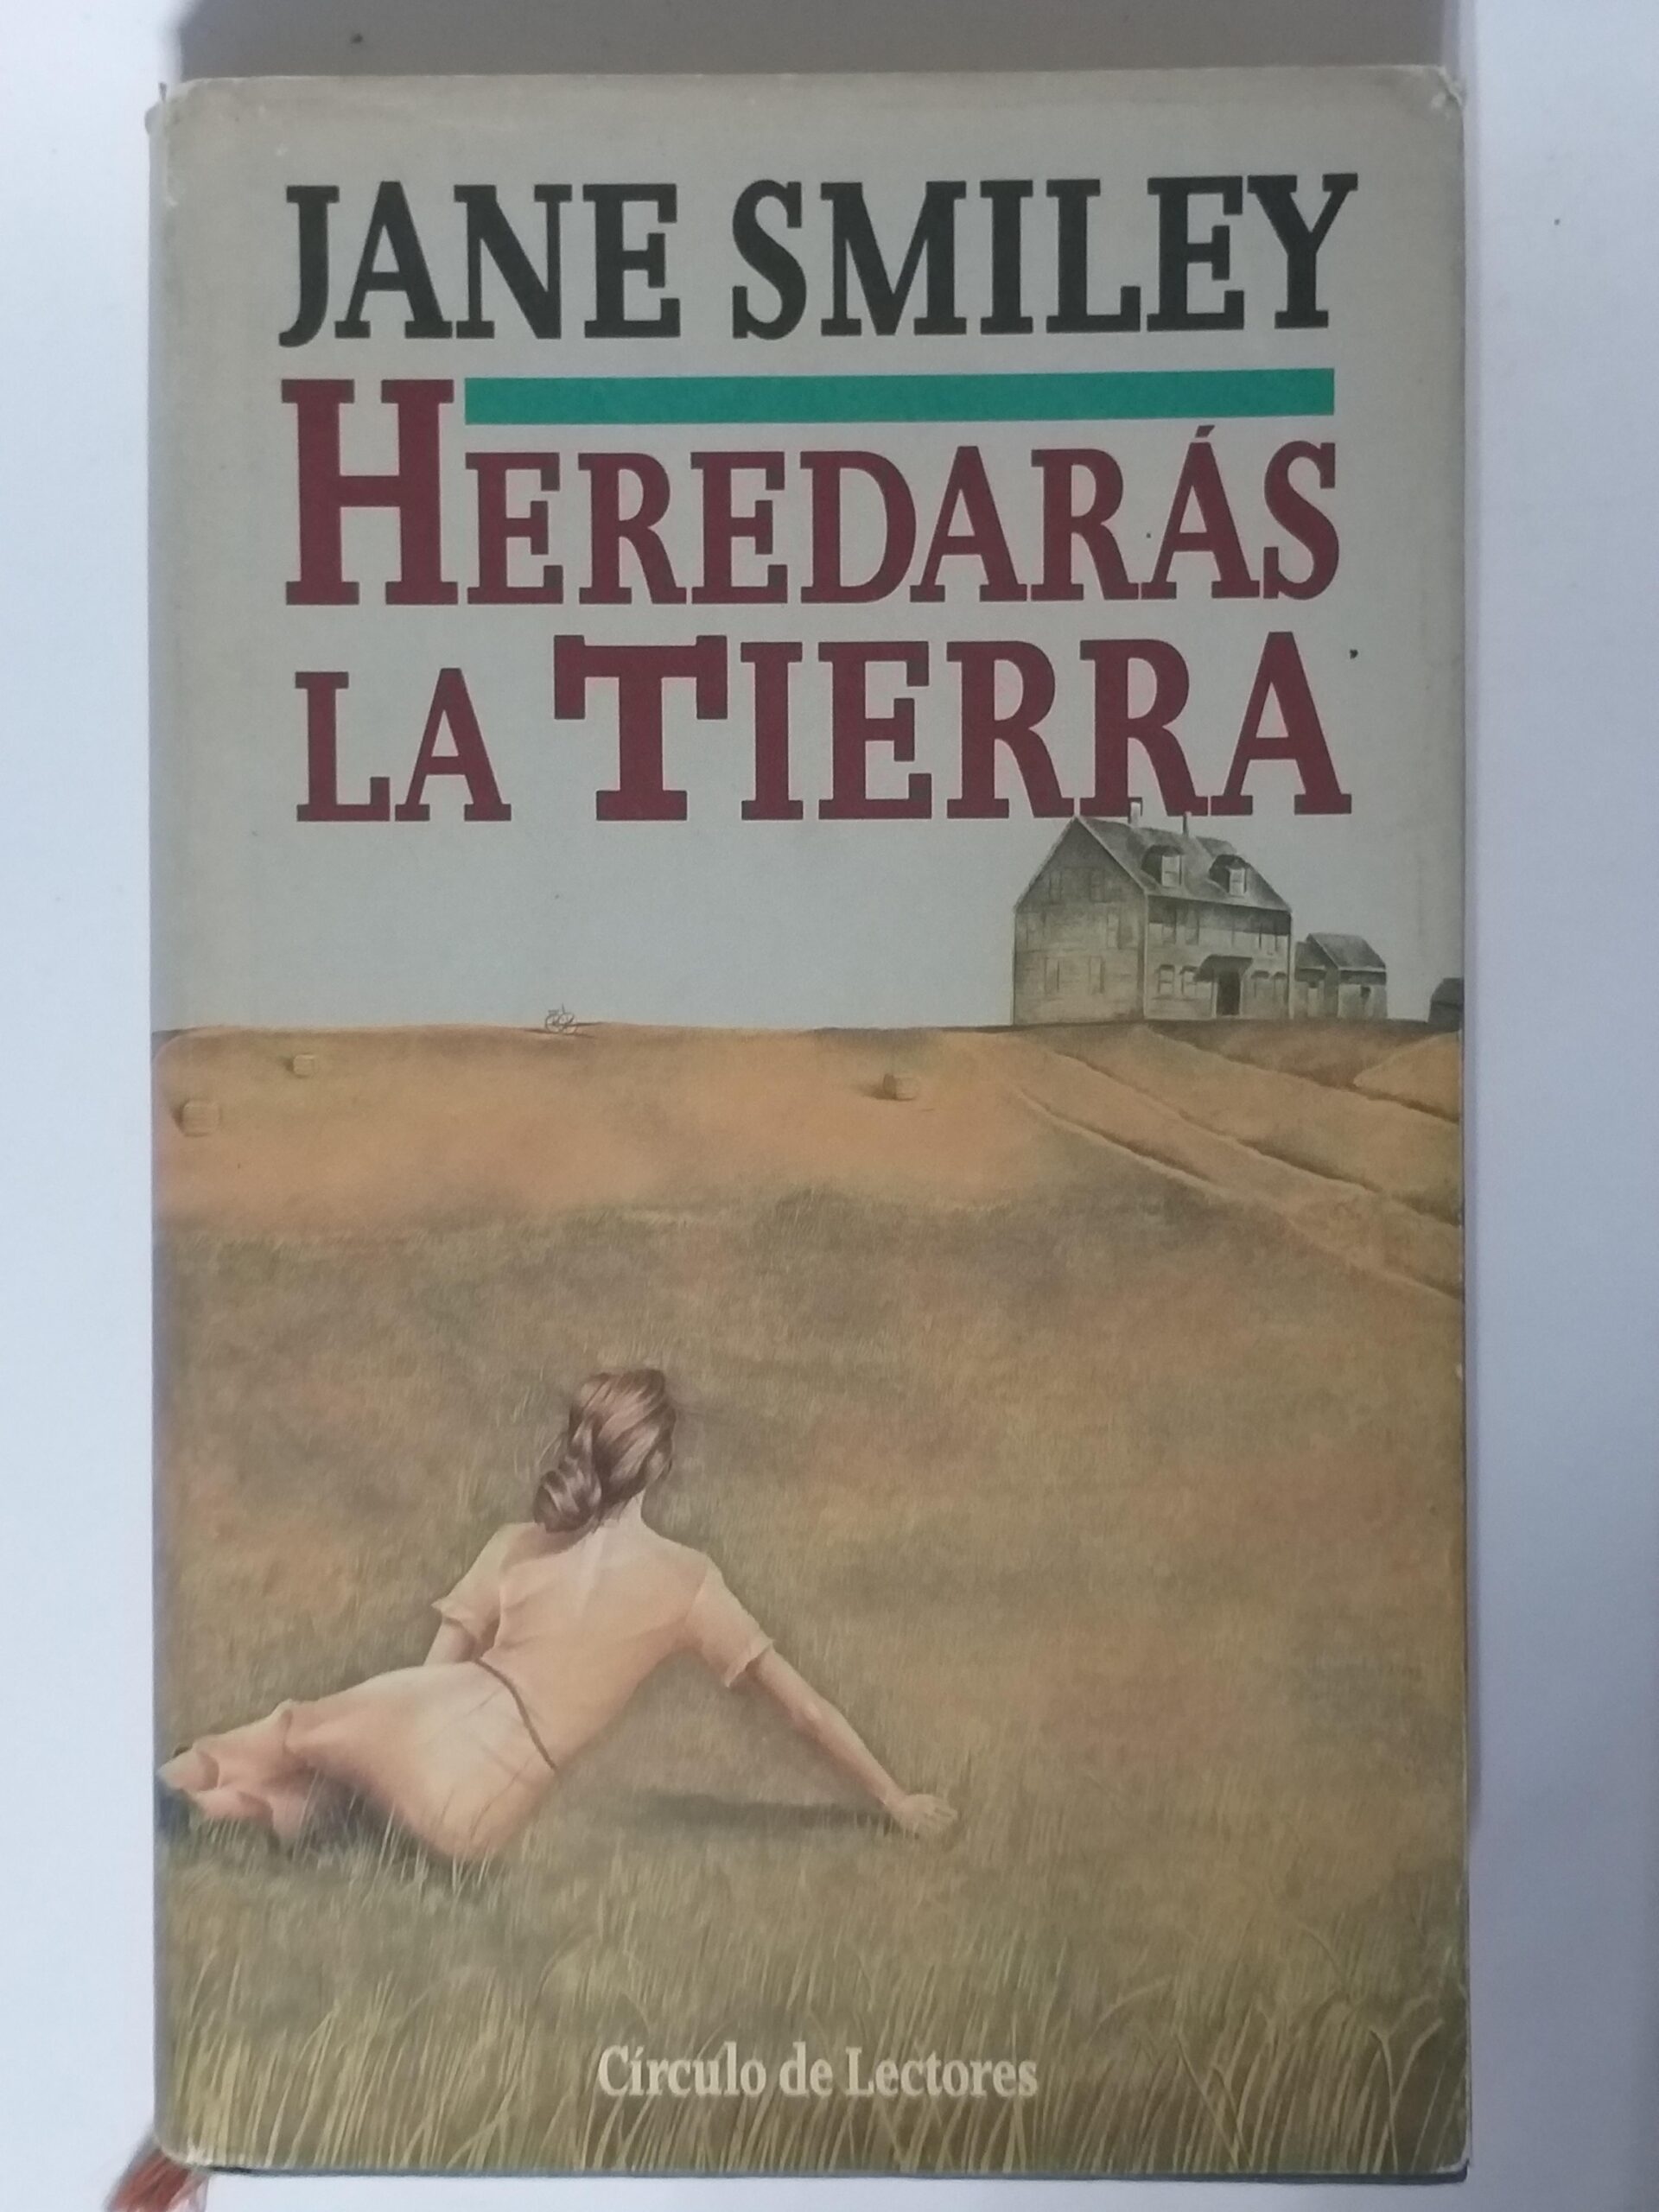 JANE SMILEY
HEREDARÁS
LA TIERRA
Círculo de Lectores